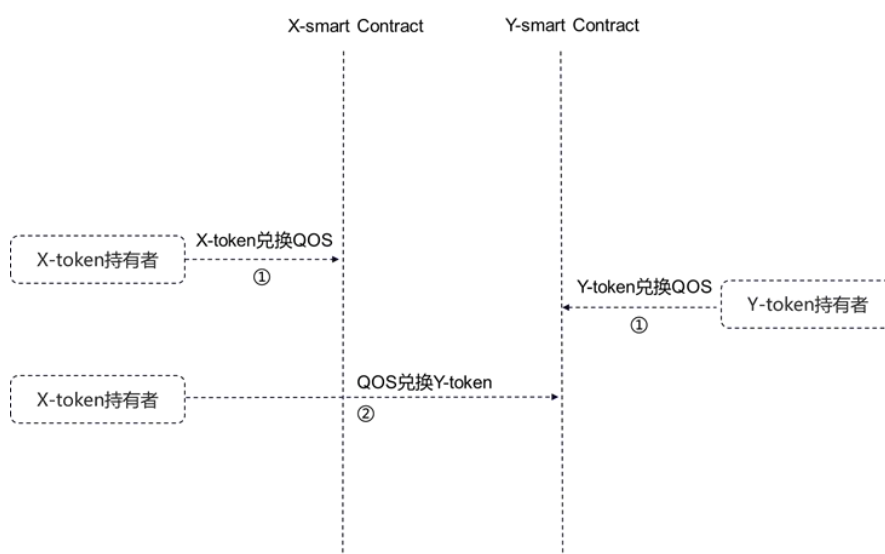 X-smart Contract
Y-smart Contract
X-token兑换QOS
X-token持有者
①
Y-token兑换QOS
Y-token持有者
①
QOS兑换Y-token
X-token持有者
②